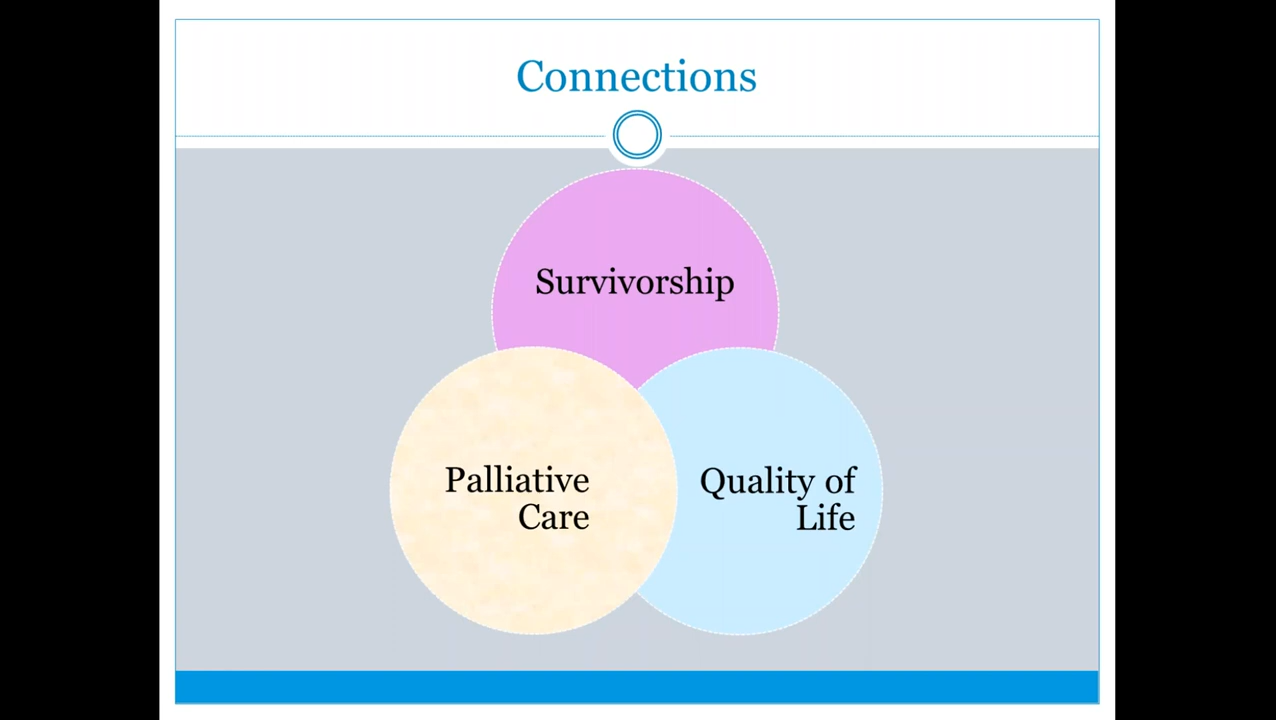 Connections
Survivorship
Palliative
Care
Quality of
Life